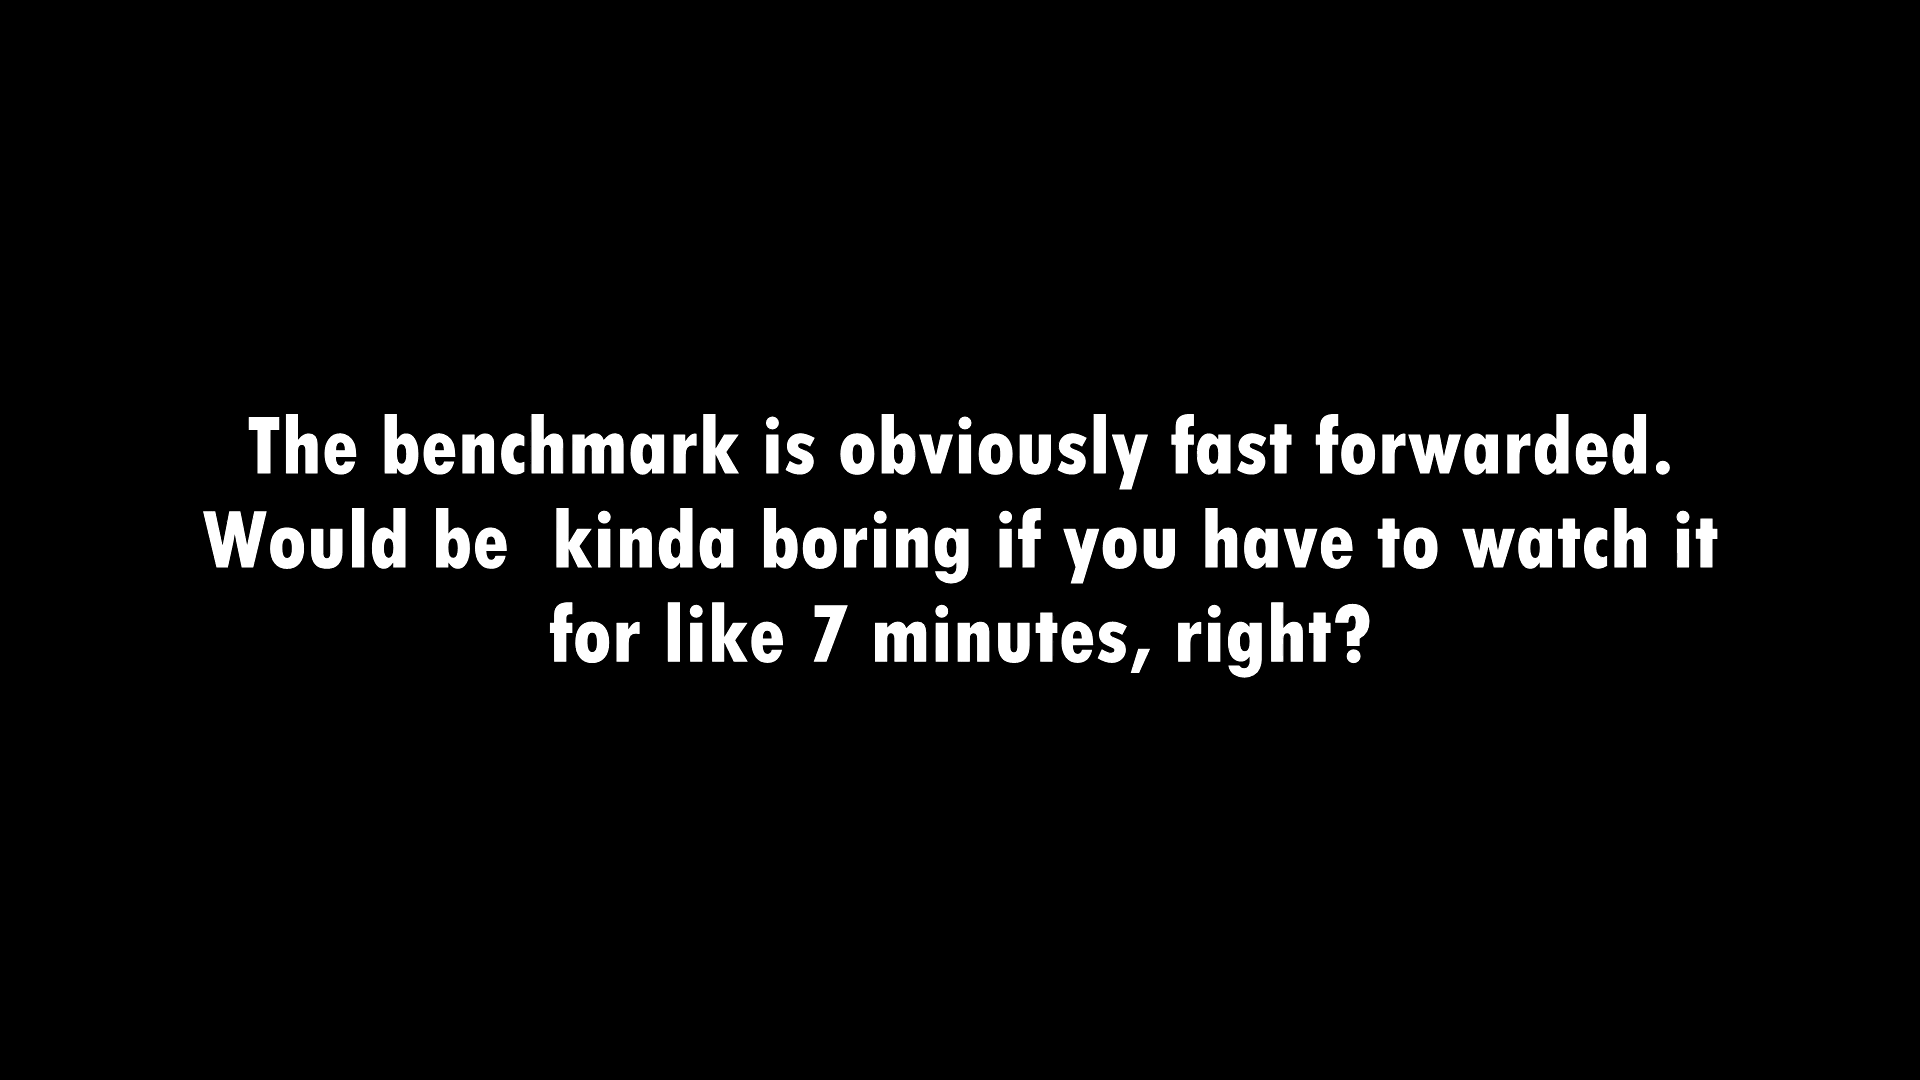 The benchmark is obviously fast forwarded.
Would be  kinda boring if you have to watch it
for like 7 minutes, right?